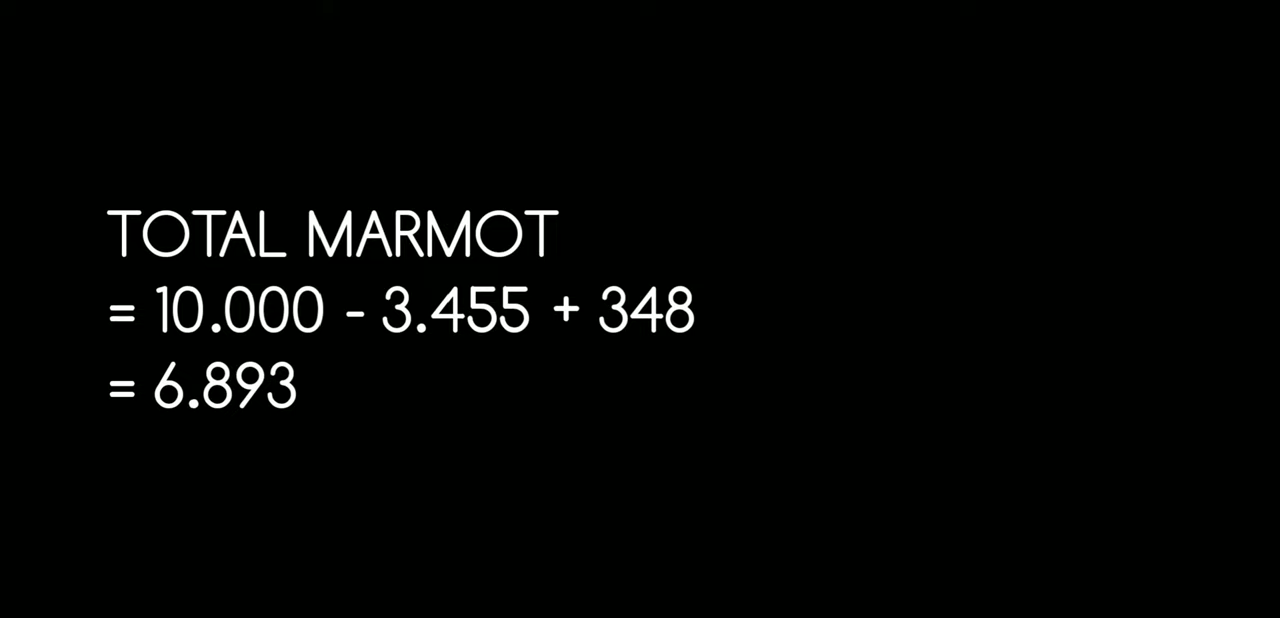 TOTAL MARMOT
= 10.000 - 3.455 + 348
= 6.893